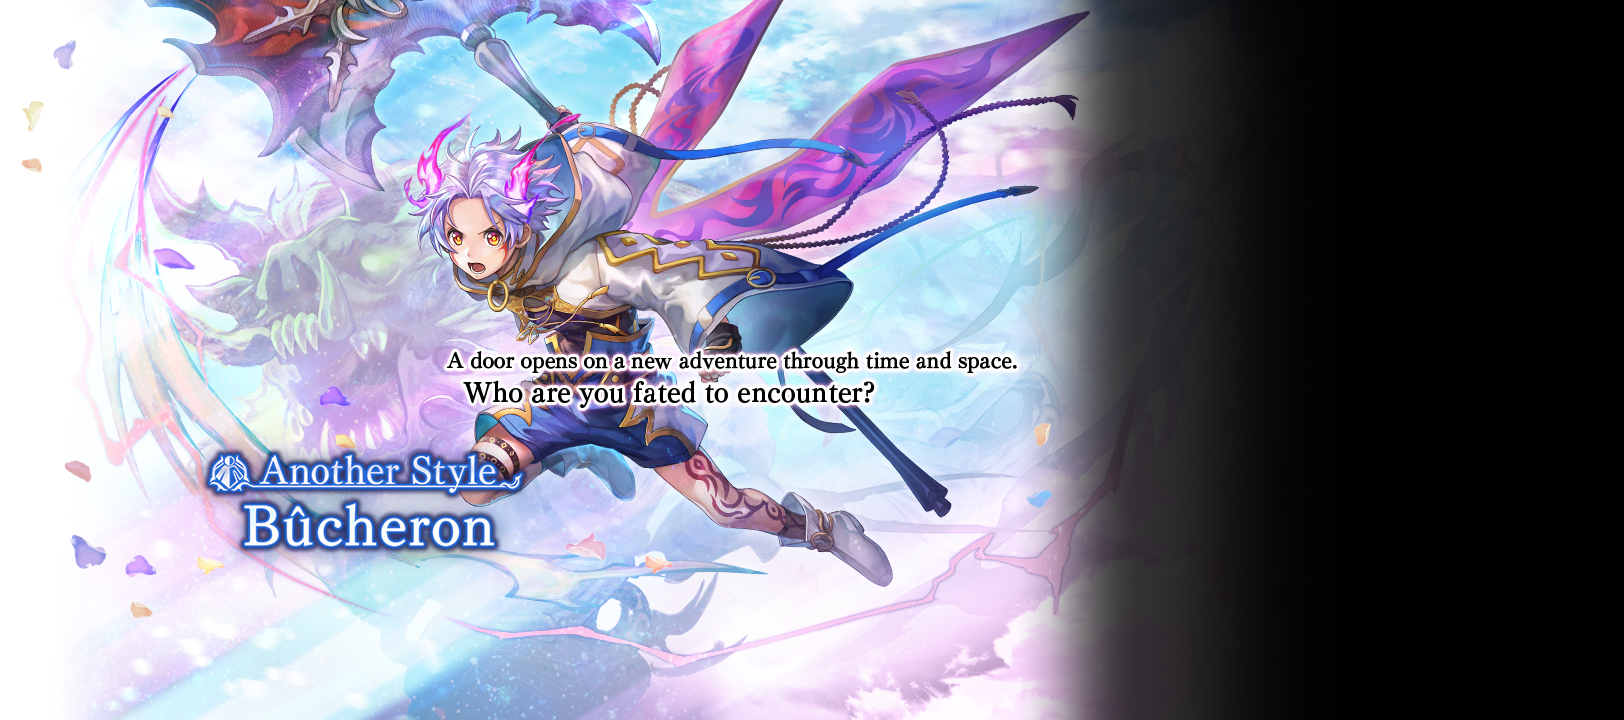 A door opens on a new adventure through time and space.
Who are you fated to encounter?
Another Style
Bûcheron